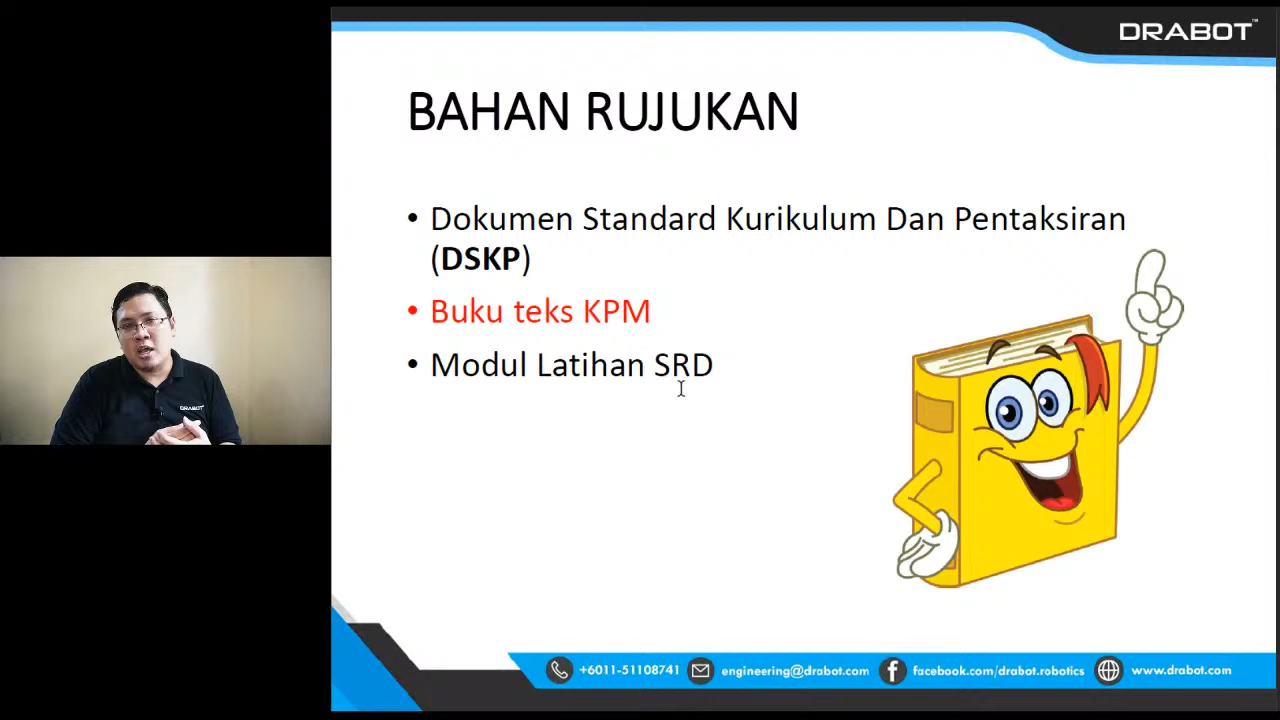 DRABOT™
BAHAN RUJUKAN
• Dokumen Standard Kurikulum Dan Pentaksiran
(DSKP)
• Buku teks KPM
• Modul Latihan SRD
DRABOT
+6011-51108741 engineering@drabot.com facebook.com/drabot.robotics www.drabot.com